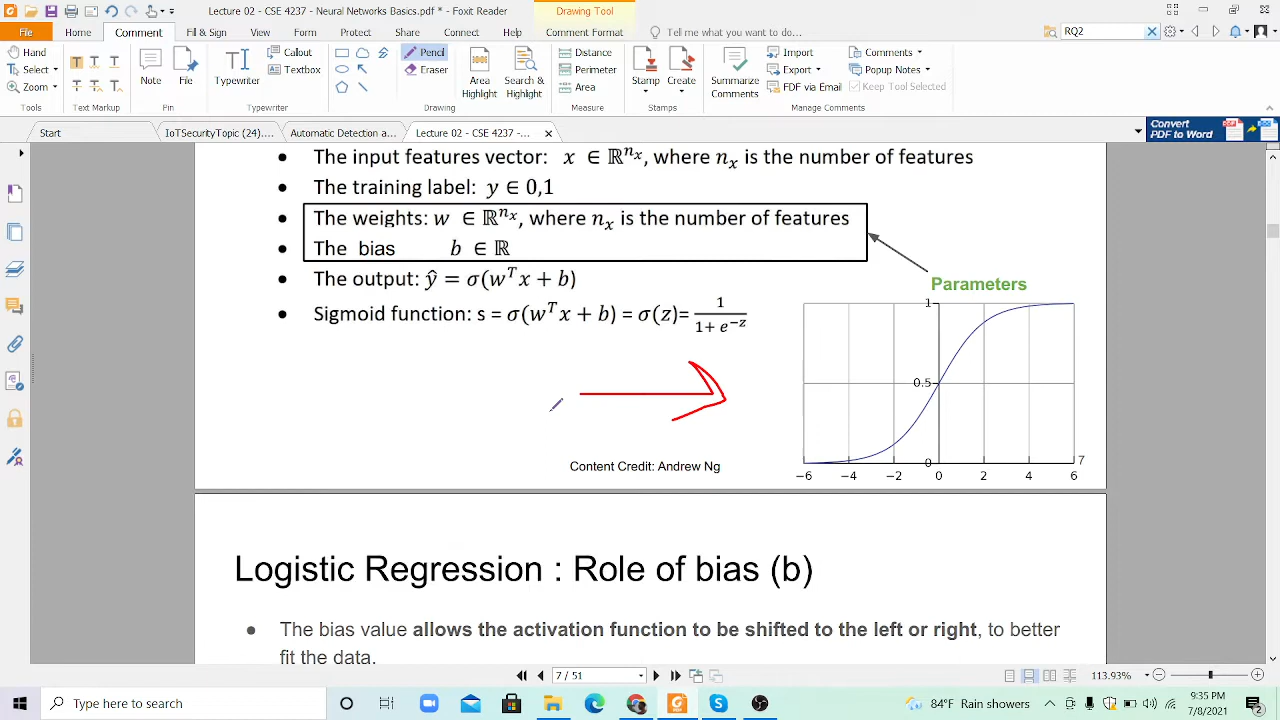 Lecture 02 - CSE 4237 - Neural Networks Basics.pdf * - Foxit Reader
Drawing Tool
File Home Comment View Form Protect Share Connect Help Comment Format Tell me what you want to do...
RQ2
Hand
Select
Zoom
Tools
Text Markup
Note
File
Pin
Typewriter
Callout
Textbox
Typewriter
Pencil
Eraser
Area Highlight
Search & Highlight
Drawing
Distance
Perimeter
Area
Measure
Stamp
Create
Stamps
Summarize Comments
Import
Export
FDF via Email
Comments
Popup Notes
Keep Tool Selected
Manage Comments
Start
IoTSecurityTopic (24)....
Automatic Detection a...
Lecture 02 - CSE 4237 -...
Convert
PDF to Word
• The input features vector: x ∈ ℝⁿˣ, where nₓ is the number of features
• The training label: y ∈ 0,1
• The weights: w ∈ ℝⁿˣ, where nₓ is the number of features
• The bias b ∈ ℝ
• The output: ŷ = σ(wᵀx + b)
• Sigmoid function: s = σ(wᵀx + b) = σ(z)= 1/(1+ e⁻ᶻ)
Parameters
1
0.5
0
−6 −4 −2 0 2 4 6
7
Content Credit: Andrew Ng
Logistic Regression : Role of bias (b)
● The bias value allows the activation function to be shifted to the left or right, to better
fit the data.
7 / 51
113.93%
Type here to search
84°F Rain showers
9:35 PM
7/8/2021
2